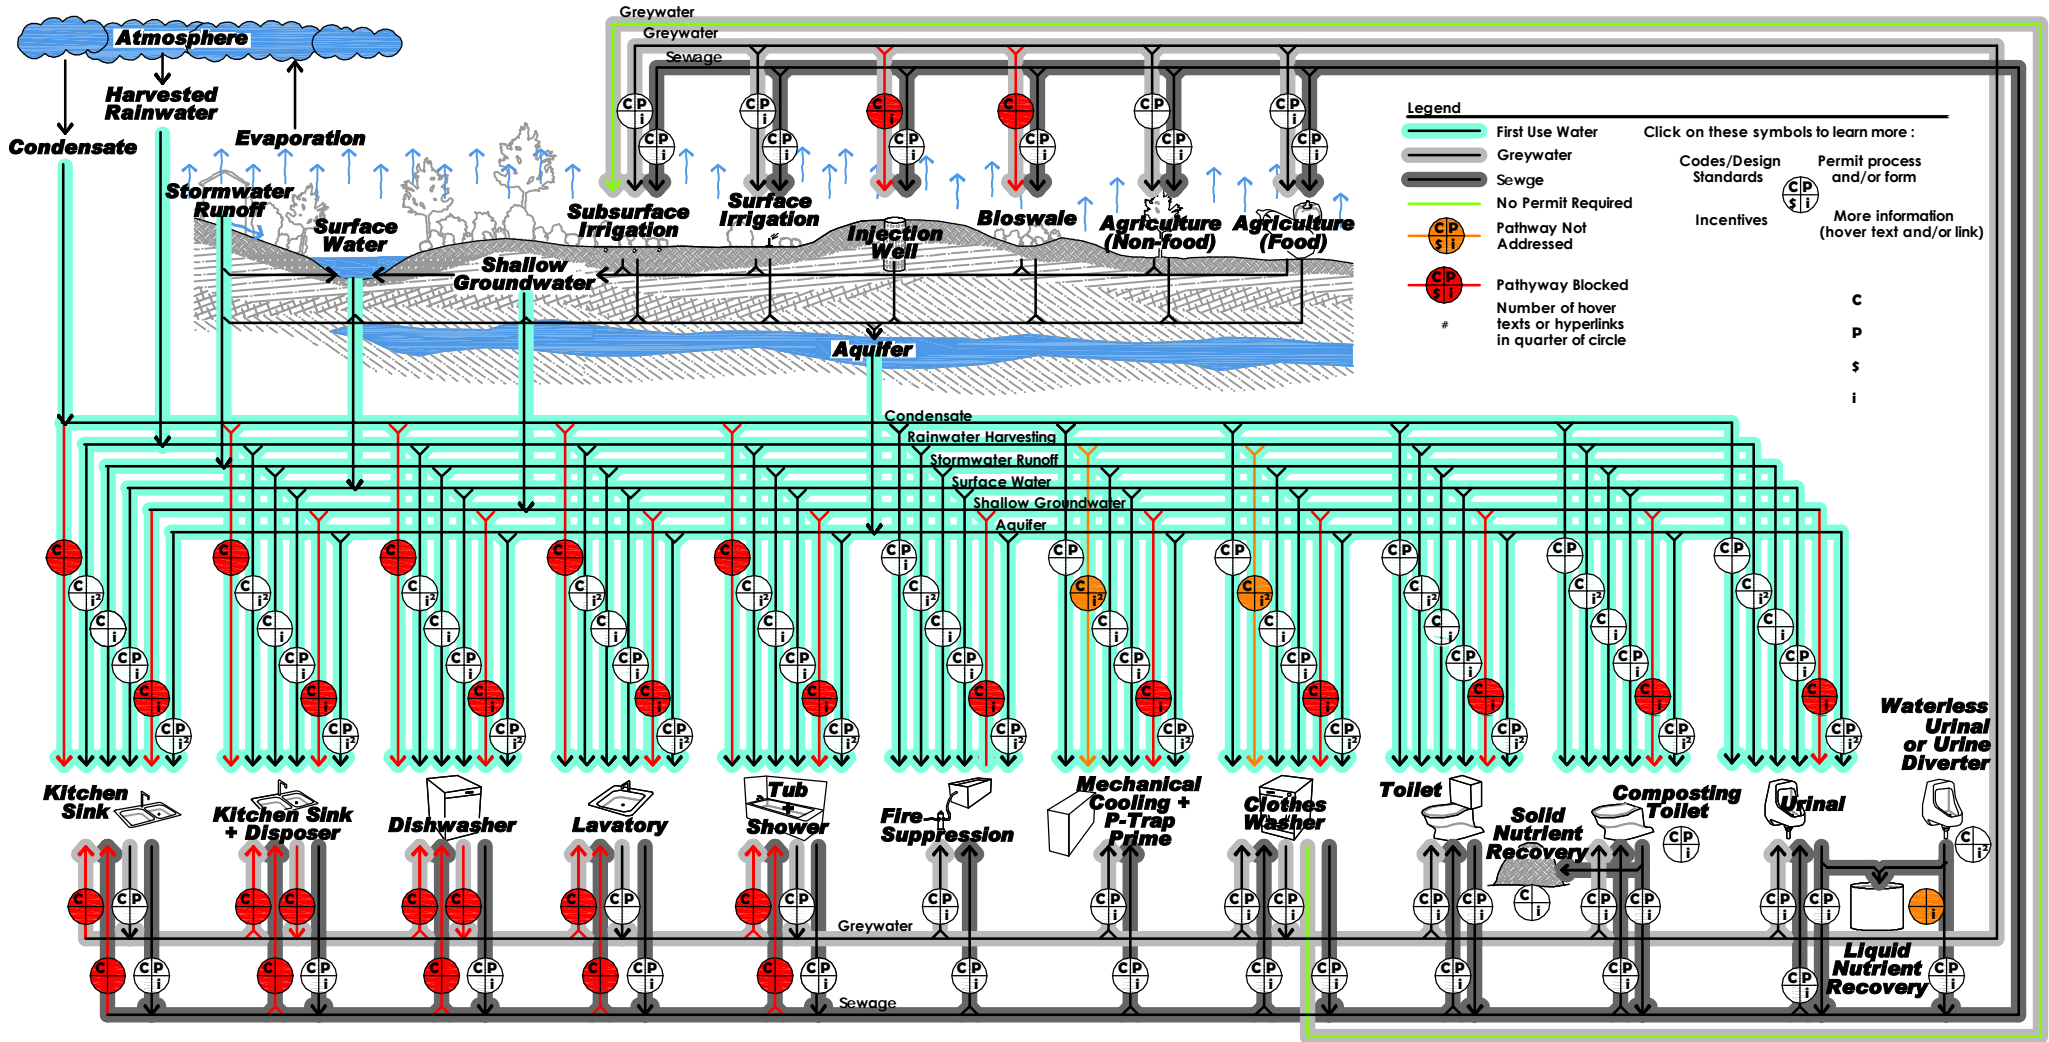 Greywater
Greywater
Sewage
Atmosphere
Harvested
Rainwater
Condensate
Evaporation
Stormwater
Runoff
Surface
Water
Shallow
Groundwater
Subsurface
Irrigation
Surface
Irrigation
Injection
Well
Bioswale
Agriculture
(Non-food)
Agriculture
(Food)
Aquifer
Legend
First Use Water
Greywater
Sewge
No Permit Required
Pathway Not
Addressed
Pathyway Blocked
Number of hover
texts or hyperlinks
in quarter of circle
#
Click on these symbols to learn more :
Codes/Design
Standards
Permit process
and/or form
Incentives
More information
(hover text and/or link)
C P
$ i
C
P
$
i
Condensate
Rainwater Harvesting
Stormwater Runoff
Surface Water
Shallow Groundwater
Aquifer
Kitchen
Sink
Kitchen Sink
+ Disposer
Dishwasher
Lavatory
Tub
+
Shower
Fire
Suppression
Mechanical
Cooling +
P-Trap
Prime
Clothes
Washer
Toilet
Solid
Nutrient
Recovery
Composting
Toilet
Urinal
Waterless
Urinal
or Urine
Diverter
Liquid
Nutrient
Recovery
Greywater
Sewage